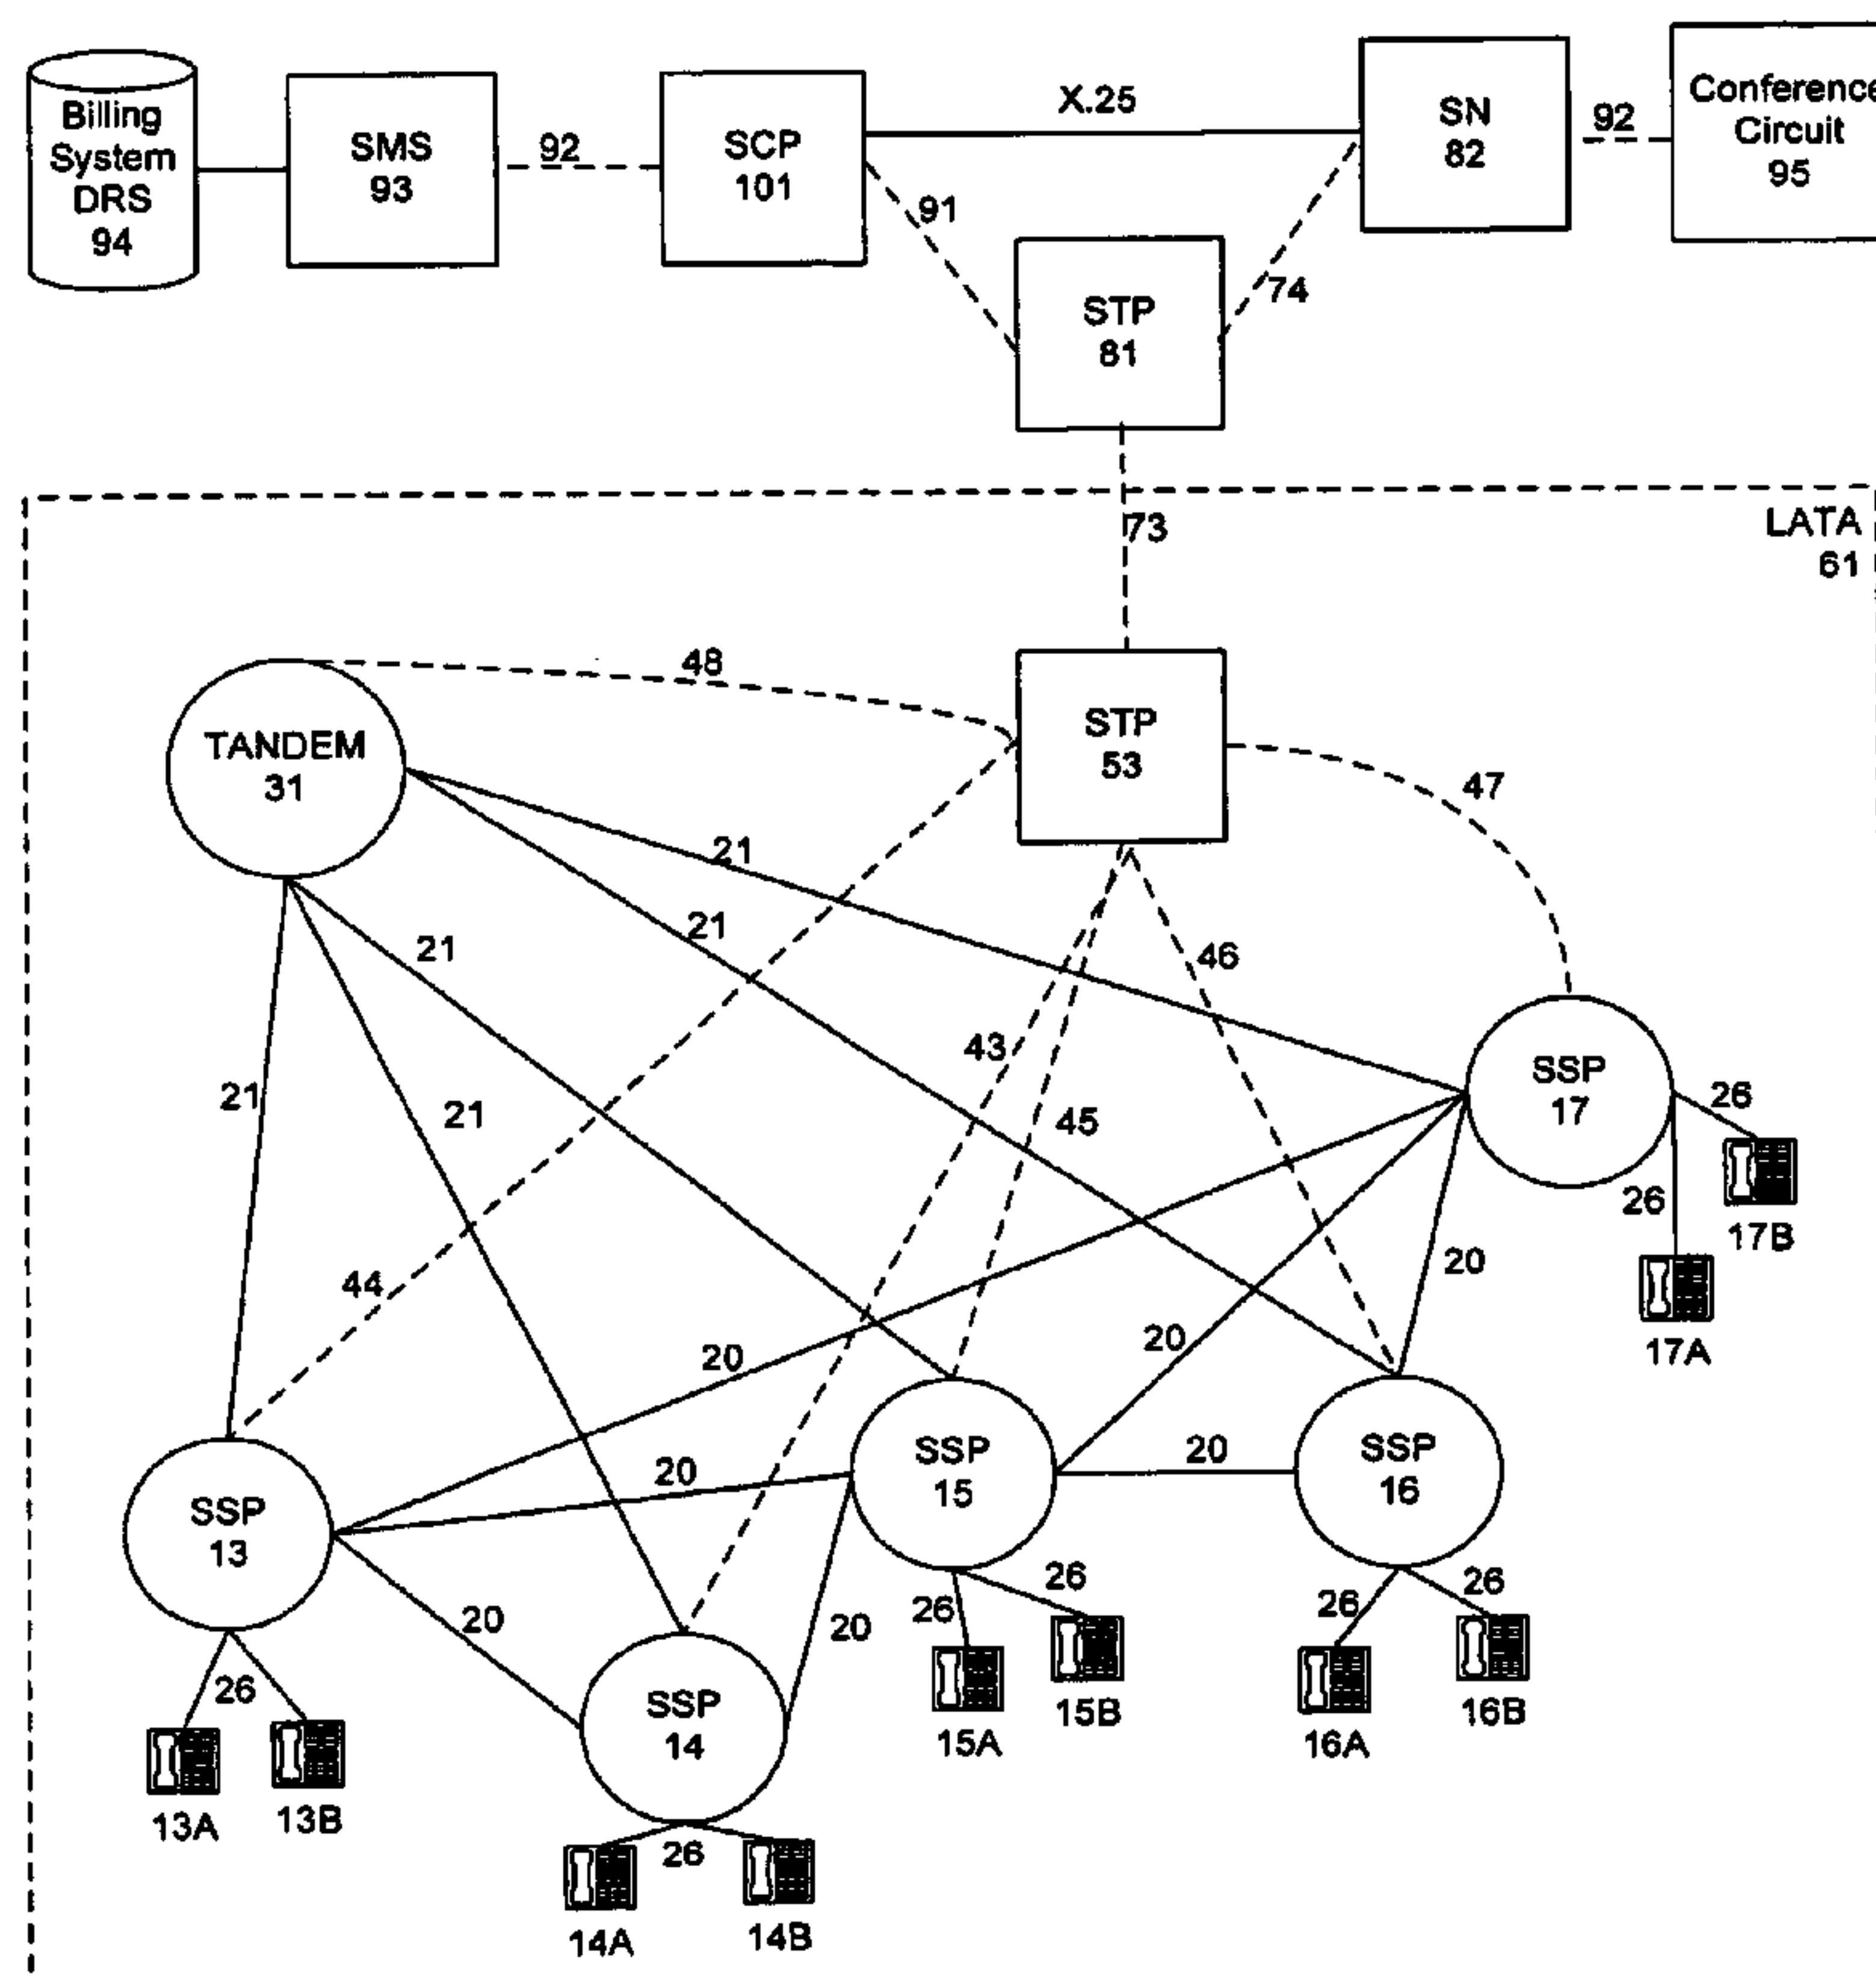 Billing
System
DRS
94
SMS
93
92
SCP
101
X.25
SN
82
92
Conference
Circuit
95
91
74
STP
81
73
LATA
61
48
TANDEM
31
STP
53
47
21
21
21
46
43
45
21
21
44
SSP
17
26
26
17B
17A
20
20
20
20
20
SSP
13
SSP
15
SSP
16
20
20
SSP
14
26
26
26
26
15A
15B
16A
16B
26
13A
13B
26
14A
14B